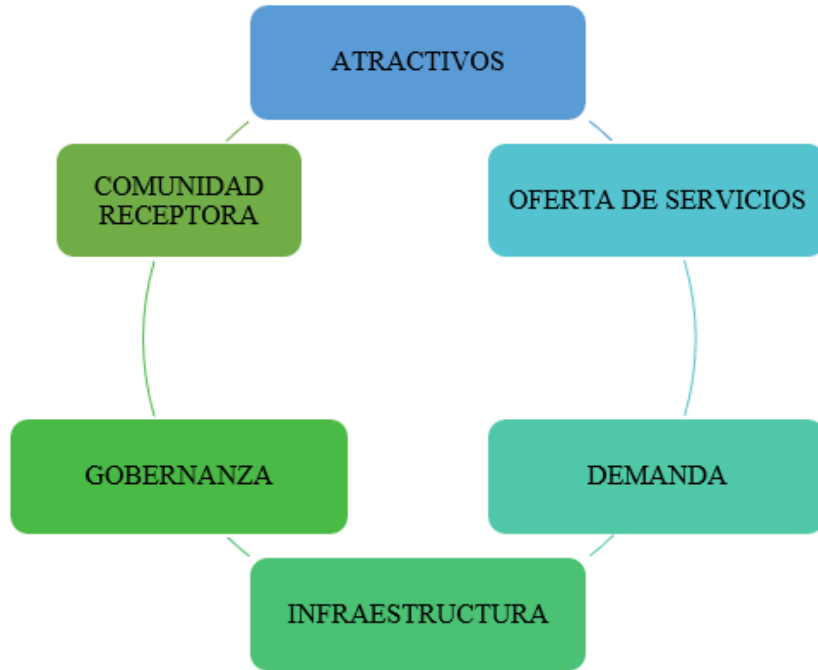 ATRACTIVOS
OFERTA DE SERVICIOS
DEMANDA
INFRAESTRUCTURA
GOBERNANZA
COMUNIDAD
RECEPTORA